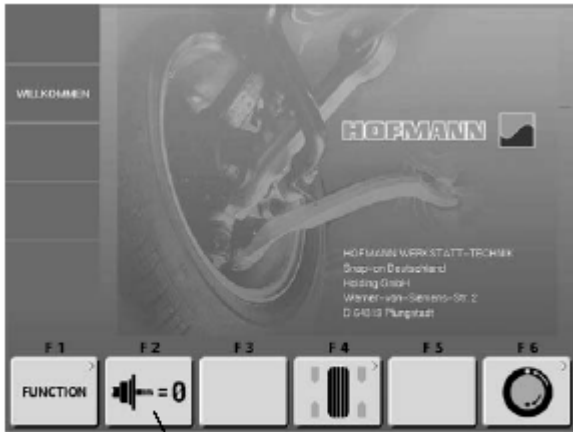 WILLKOMMEN
HOFMANN
HOFMANN WERKSTATT-TECHNIK
Snap-on Deutschland
Holding GmbH
Werner-von-Siemens-Str. 2
D 64319 Pfungstadt
F 1 F 2 F 3 F 4 F 5 F 6
FUNCTION = 0